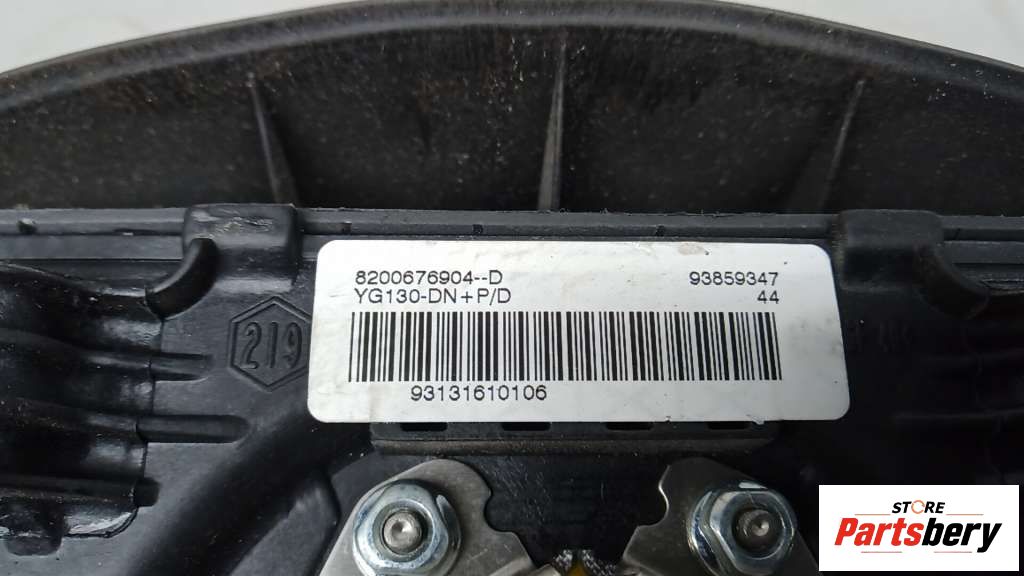 8200676904--D 93859347
YG130-DN+P/D 44
219
93131610106
STORE
Partsbery